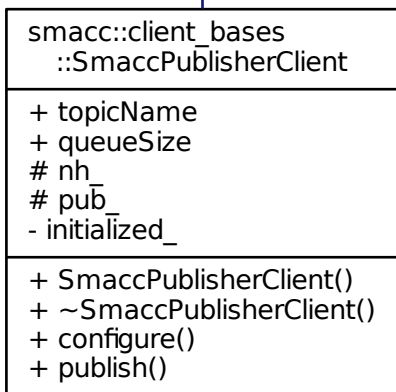 smacc::client_bases
::SmaccPublisherClient
+ topicName
+ queueSize
# nh_
# pub_
- initialized_
+ SmaccPublisherClient()
+ ~SmaccPublisherClient()
+ configure()
+ publish()